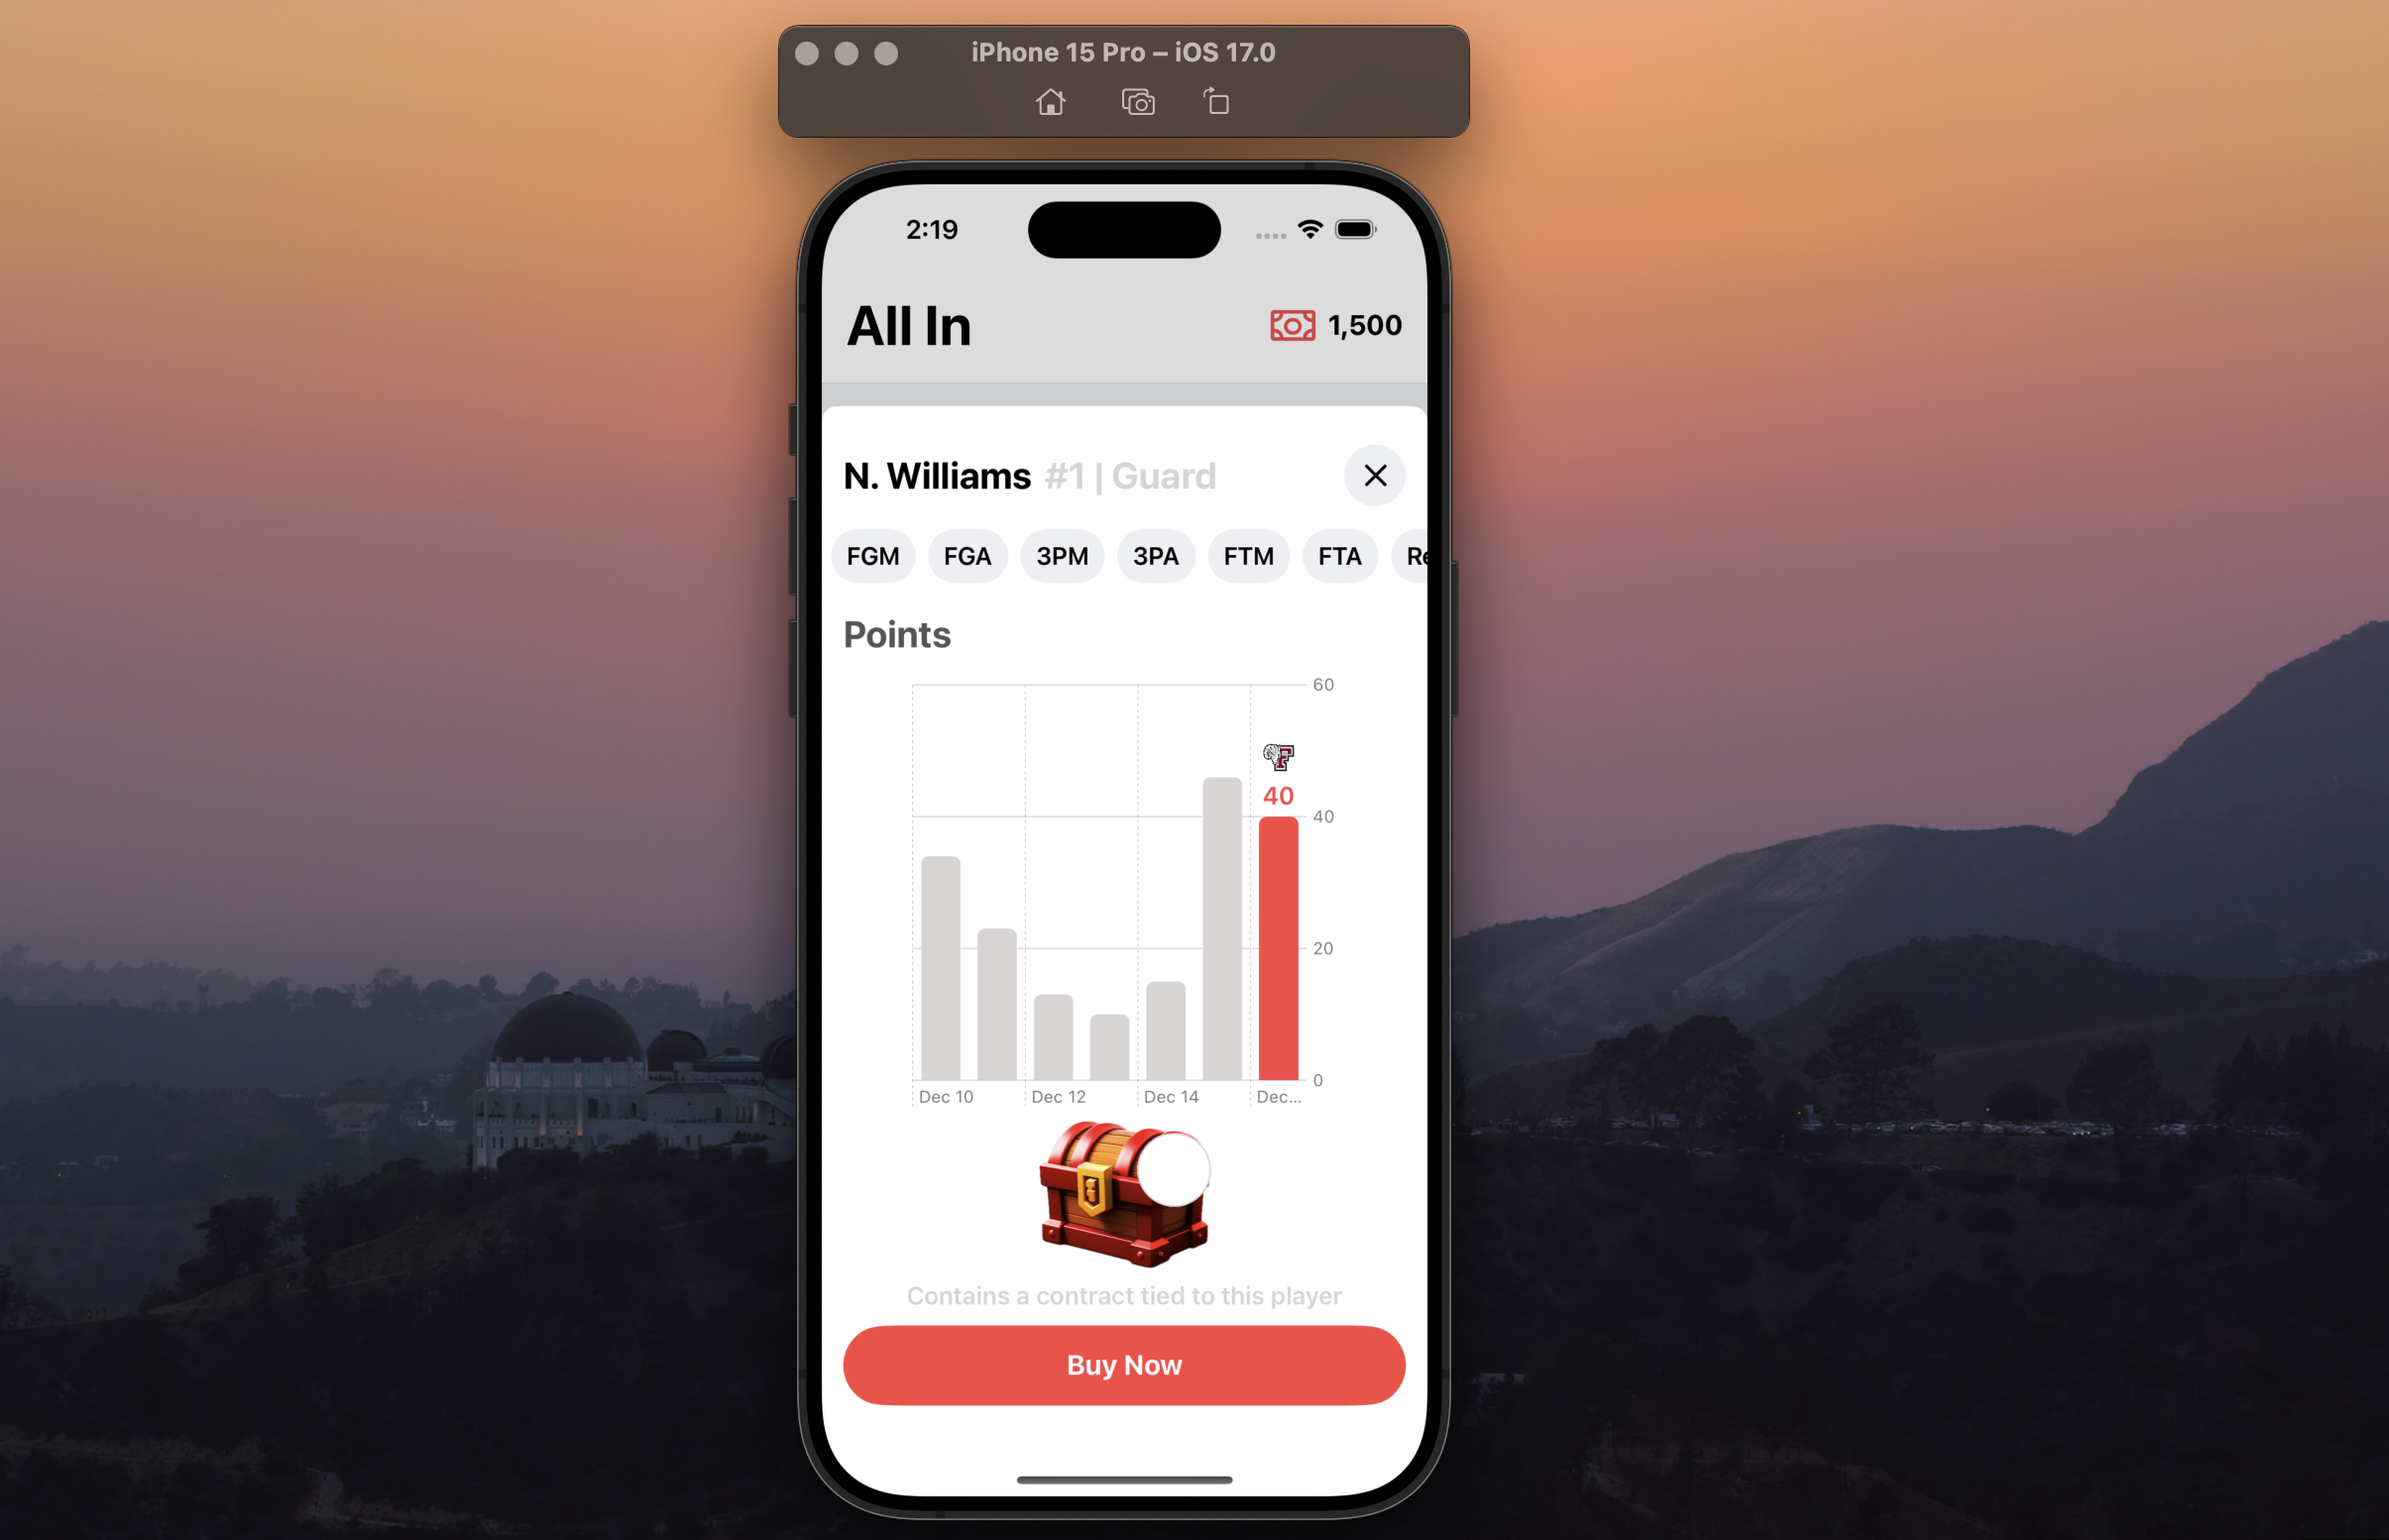 iPhone 15 Pro – iOS 17.0
2:19
All In
1,500
N. Williams #1 | Guard
FGM FGA 3PM 3PA FTM FTA Re
Points
60
F
40
40
20
0
Dec 10 Dec 12 Dec 14 Dec...
Contains a contract tied to this player
Buy Now